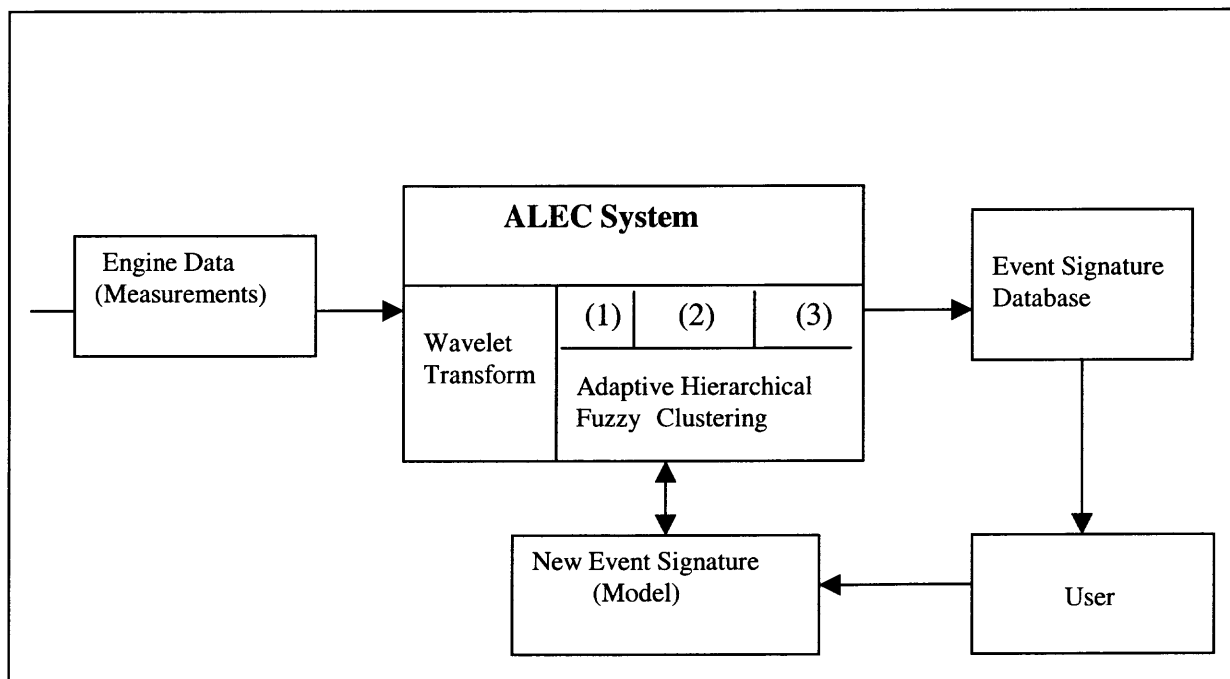 ALEC System
Engine Data
(Measurements)
Wavelet
Transform
(1) (2) (3)
Adaptive Hierarchical
Fuzzy Clustering
Event Signature
Database
New Event Signature
(Model)
User